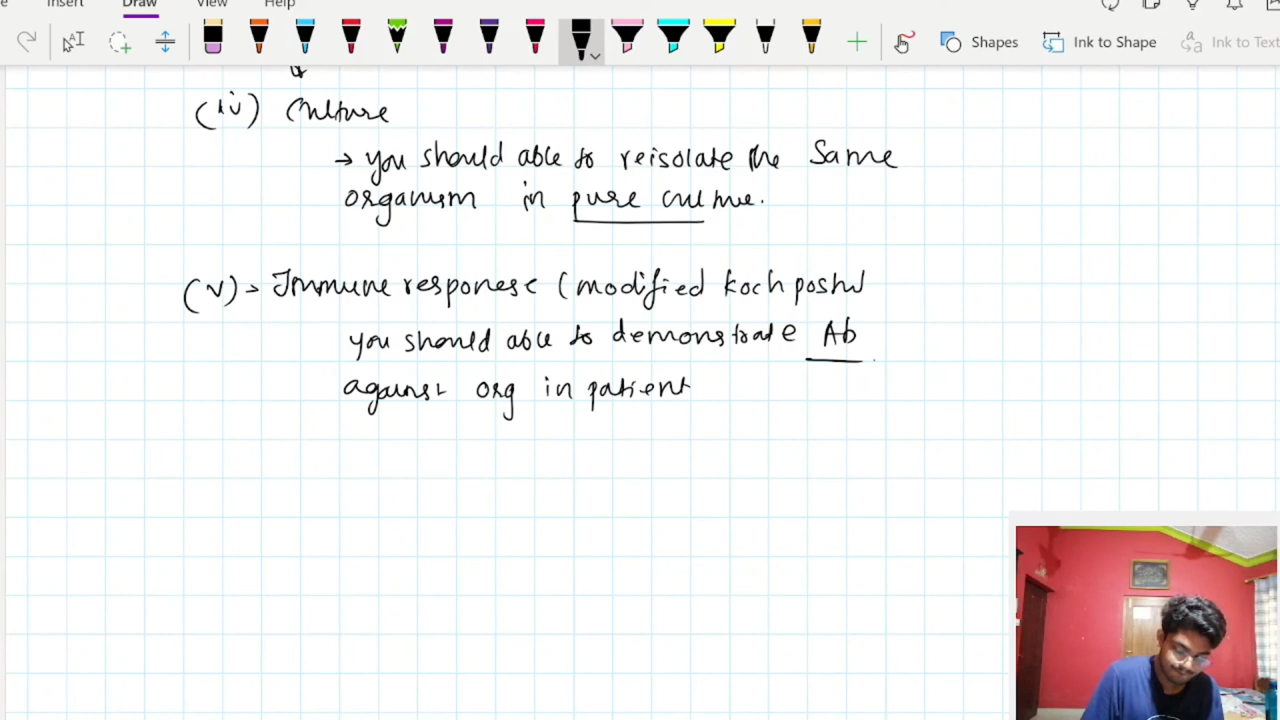 Insert Draw View Help
Shapes Ink to Shape Ink to Text
(iv) Culture
→ you should able to reisolate the Same
organism in pure culture.
(v) → Immune response (modified koch postul
you should able to demonstrate Ab
against org in patient